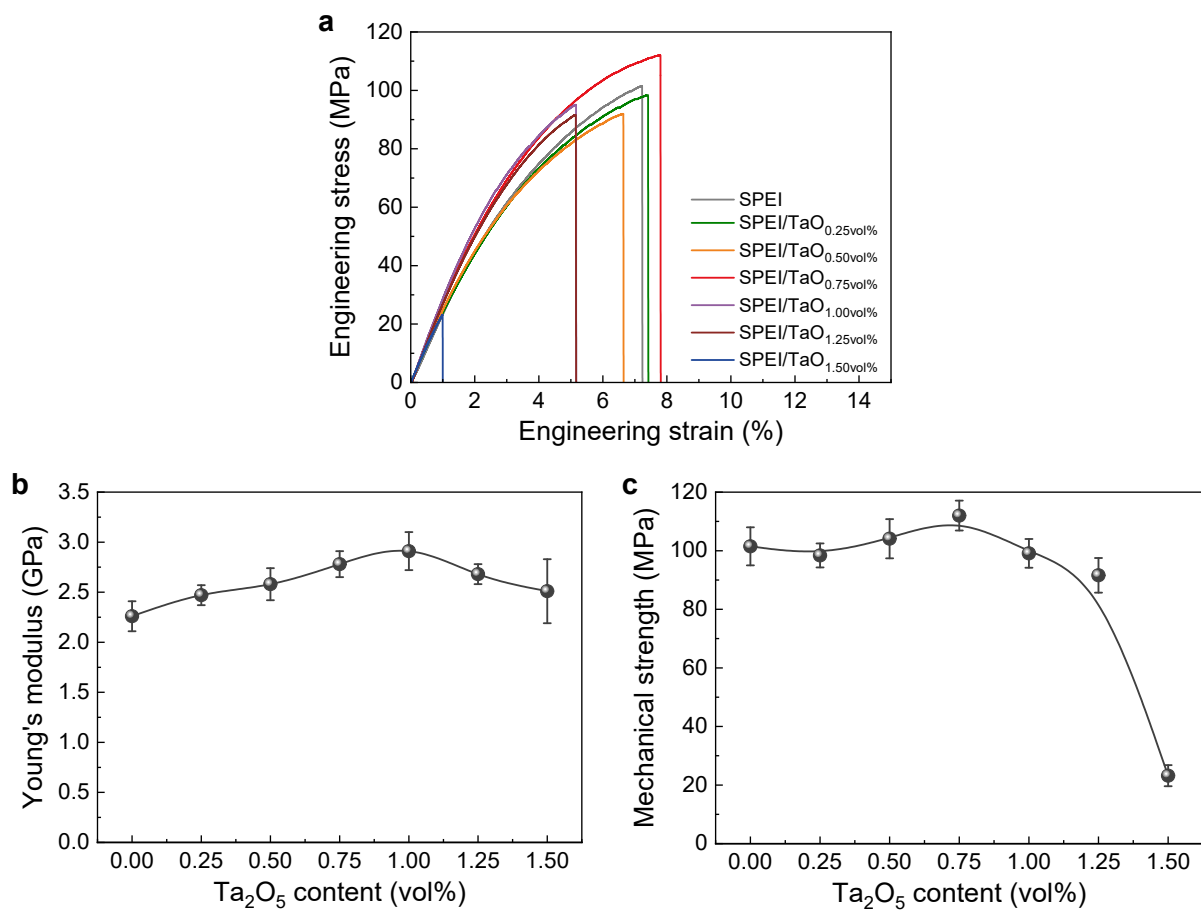 a
120
100
80
60
40
20
0
Engineering stress (MPa)
0 2 4 6 8 10 12 14
Engineering strain (%)
SPEI
SPEI/TaO0.25vol%
SPEI/TaO0.50vol%
SPEI/TaO0.75vol%
SPEI/TaO1.00vol%
SPEI/TaO1.25vol%
SPEI/TaO1.50vol%
b
3.5
3.0
2.5
2.0
1.5
1.0
0.5
0.0
Young's modulus (GPa)
0.00 0.25 0.50 0.75 1.00 1.25 1.50
Ta2O5 content (vol%)
c
120
100
80
60
40
20
0
Mechanical strength (MPa)
0.00 0.25 0.50 0.75 1.00 1.25 1.50
Ta2O5 content (vol%)